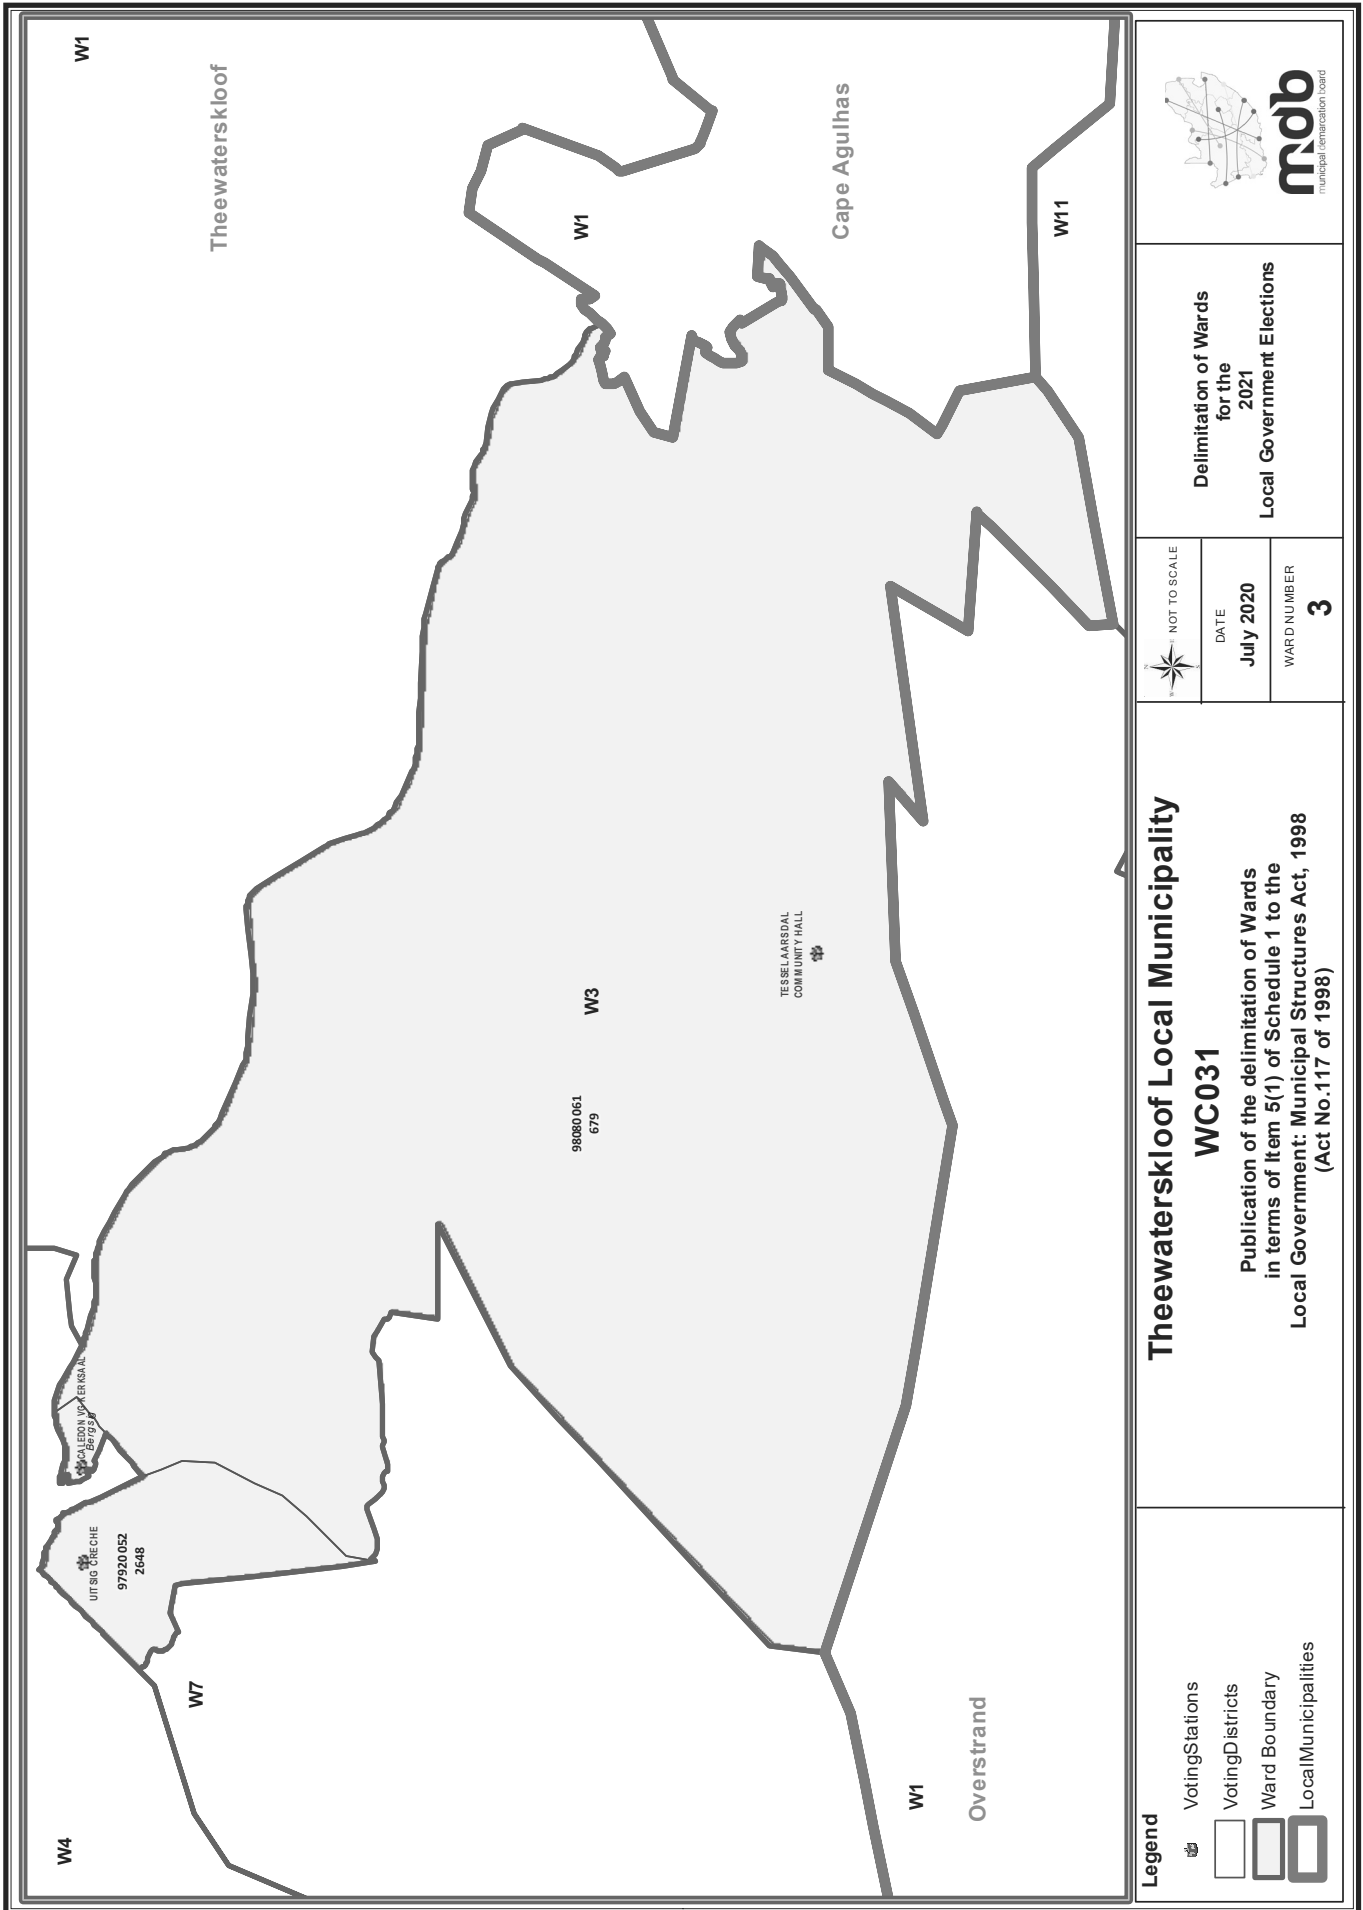 W4
W7
W1
Theewaterskloof
UITSIG CRECHE
97920052
2648
CALEDON VG KERKSAAL
W1
W3
98080061
679
TESSELAARSDAL
COMMUNITY HALL
Cape Agulhas
W1
Overstrand
W11
Legend
VotingStations
VotingDistricts
Ward Boundary
LocalMunicipalities
Theewaterskloof Local Municipality
WC031
Publication of the delimitation of Wards
in terms of Item 5(1) of Schedule 1 to the
Local Government: Municipal Structures Act, 1998
(Act No.117 of 1998)
N
W
E
S
NOT TO SCALE
DATE
July 2020
WARD NUMBER
3
Delimitation of Wards
for the
2021
Local Government Elections
mdb
municipal demarcation board